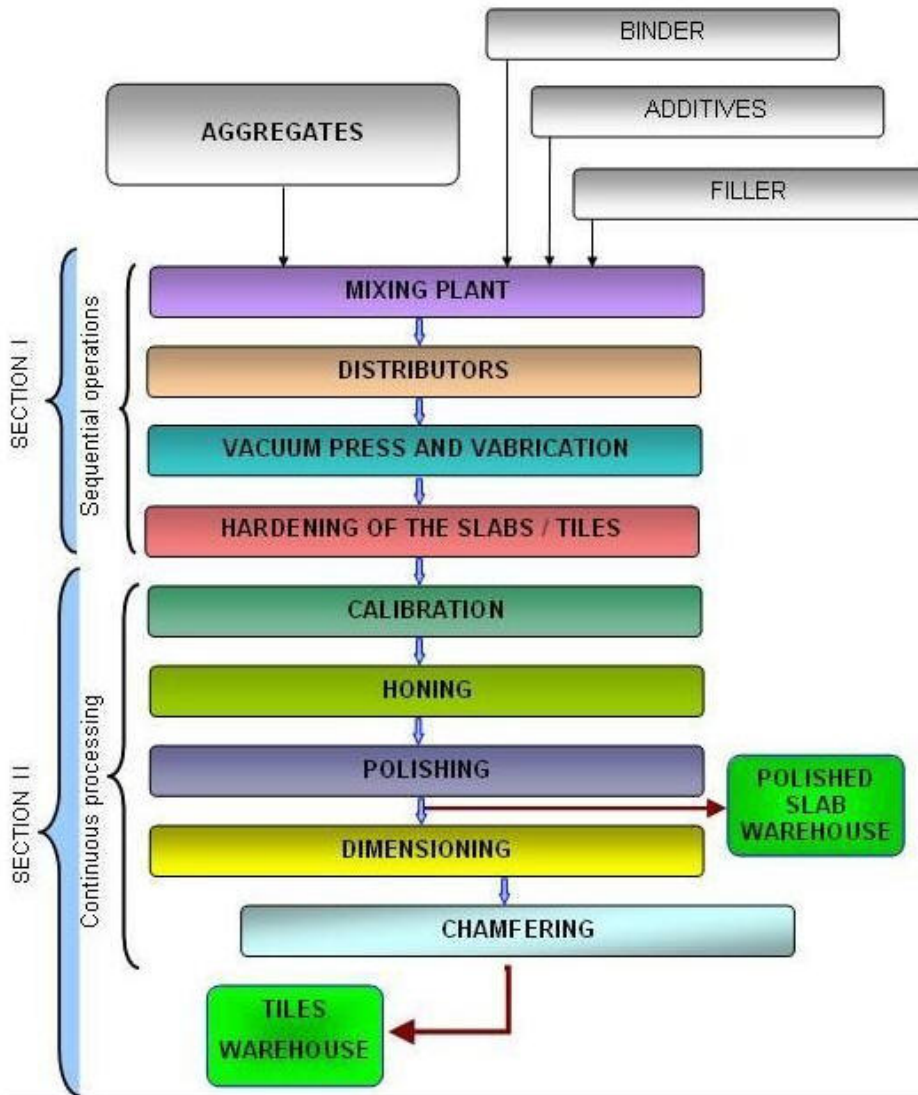 BINDER
ADDITIVES
AGGREGATES
FILLER
SECTION I
Sequential operations
MIXING PLANT
DISTRIBUTORS
VACUUM PRESS AND VABRICATION
HARDENING OF THE SLABS / TILES
SECTION II
Continuous processing
CALIBRATION
HONING
POLISHING
POLISHED
SLAB
WAREHOUSE
DIMENSIONING
CHAMFERING
TILES
WAREHOUSE